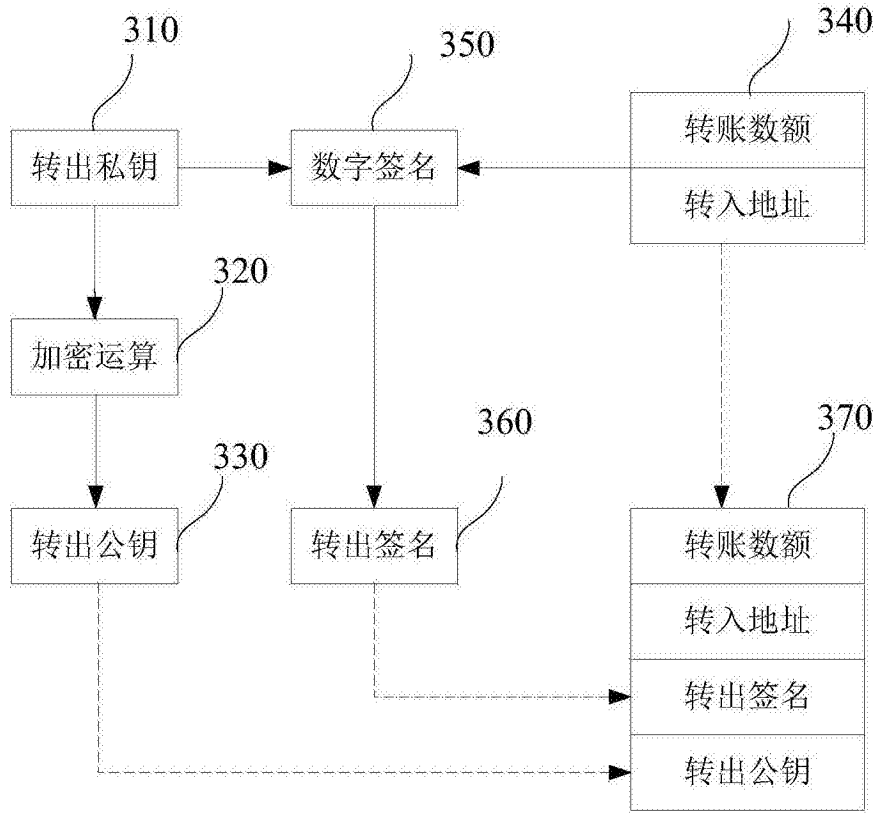 310
350
340
转出私钥
数字签名
转账数额
转入地址
320
加密运算
330
360
370
转出公钥
转出签名
转账数额
转入地址
转出签名
转出公钥